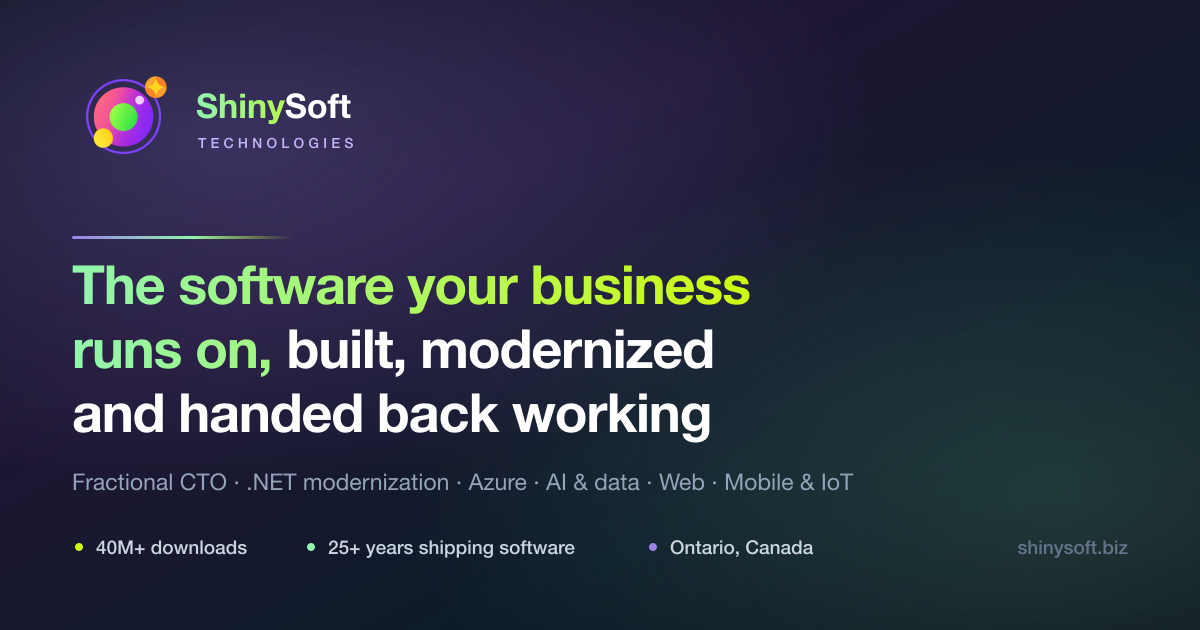 ShinySoft
TECHNOLOGIES
The software your business
runs on, built, modernized
and handed back working
Fractional CTO · .NET modernization · Azure · AI & data · Web · Mobile & IoT
40M+ downloads
25+ years shipping software
Ontario, Canada
shinysoft.biz